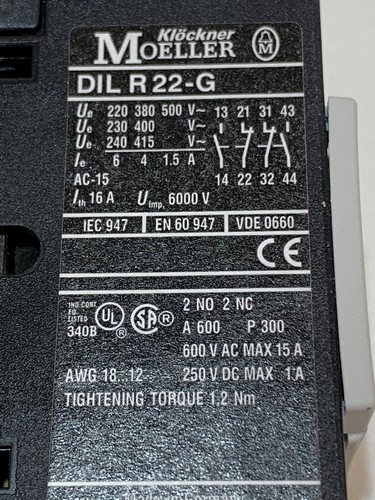 Klöckner
MOELLER
DIL R 22-G
Ue 220 380 500 V~ 13 21 31 43
Ue 230 400 V~
Ue 240 415 V~
Ie 6 4 1.5 A
AC-15 14 22 32 44
Ith 16 A Uimp. 6000 V
IEC 947 EN 60 947 VDE 0660
CE
IND.CONT.
EQ.
LISTED
340B
UL
SA
2 NO 2 NC
A 600 P 300
600 V AC MAX 15 A
AWG 18...12 250 V DC MAX 1 A
TIGHTENING TORQUE 1.2 Nm